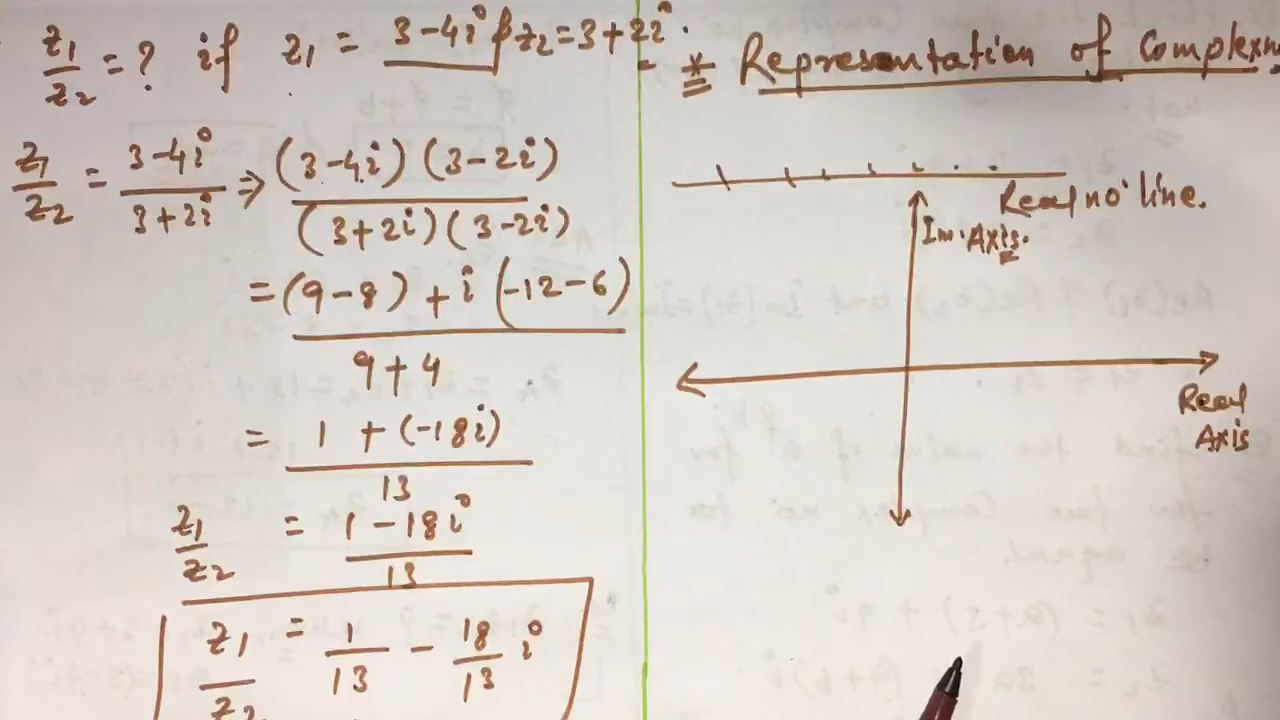 z₁/z₂ = ? if z₁ = 3-4i & z₂ = 3+2i.
z₁/z₂ = 3-4i / 3+2i ⇒ (3-4i)(3-2i) / (3+2i)(3-2i)
= (9-8) + i(-12-6) / 9+4
= 1 + (-18i) / 13
z₁/z₂ = 1-18i / 13
z₁/z₂ = 1/13 - 18/13 i
* Representation of Complex
Real no. line.
Im. Axis.
Real
Axis